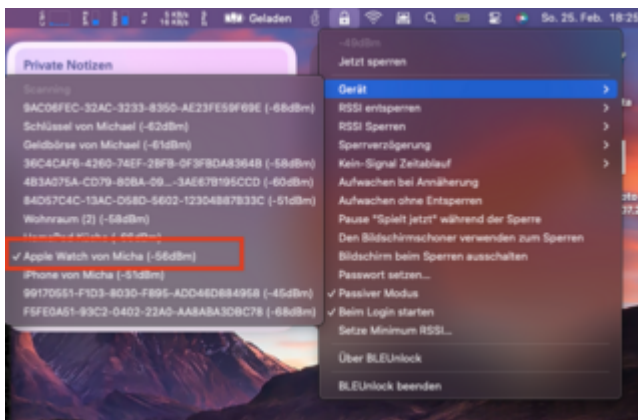 Geladen
So. 25. Feb. 18:25
Private Notizen
Scanning
9AC06FEC-32AC-3233-8350-AE23FE59F69E (-68dBm)
Schlüssel von Michael (-62dBm)
Geldbörse von Michael (-61dBm)
36C4CAF6-4260-74EF-2BFB-0F3FBDA8364B (-58dBm)
4B3A075A-CD79-80BA-09...-3AE67B195CCD (-60dBm)
84D57C4C-13AC-D58D-5602-12304B87B33C (-51dBm)
Wohnraum (2) (-58dBm)
Apple Watch von Micha (-56dBm)
iPhone von Micha (-51dBm)
99170551-F1D3-8030-F895-ADD46D884958 (-45dBm)
F5FE0A51-93C2-0402-22A0-AA8ABA3DBC78 (-68dBm)
-49dBm
Jetzt sperren
Gerät
RSSI entsperren
RSSI Sperren
Sperrverzögerung
Kein-Signal Zeitablauf
Aufwachen bei Annäherung
Aufwachen ohne Entsperren
Pause "Spielt jetzt" während der Sperre
Den Bildschirmschoner verwenden zum Sperren
Bildschirm beim Sperren ausschalten
Passwort setzen...
Passiver Modus
Beim Login starten
Setze Minimum RSSI...
Über BLEUnlock
BLEUnlock beenden